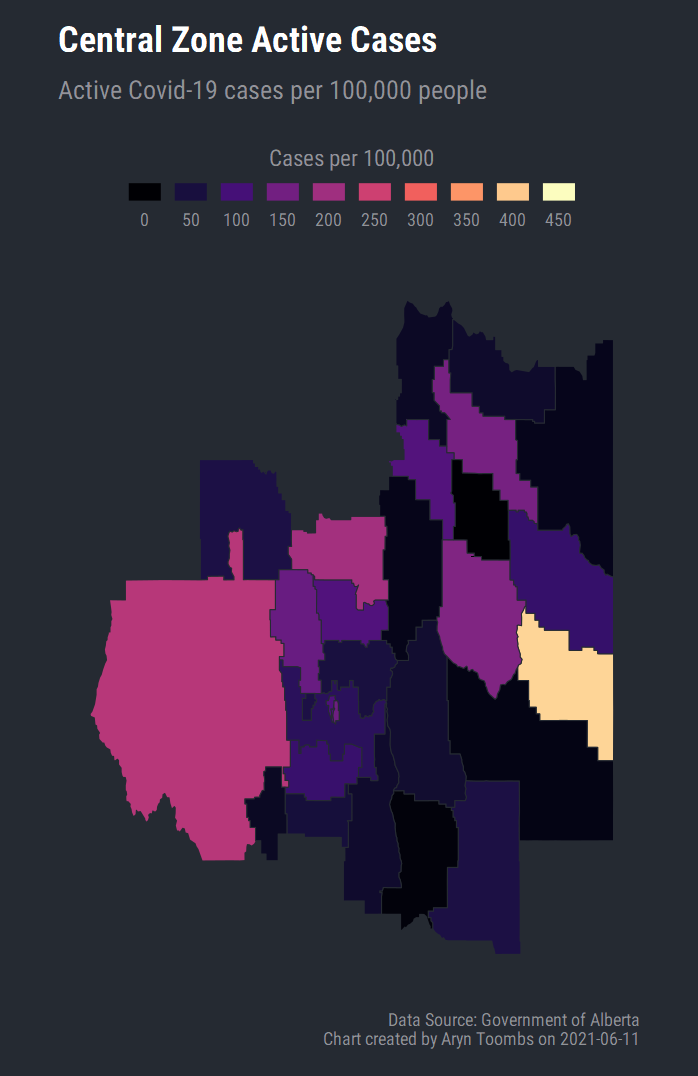 Central Zone Active Cases
Active Covid-19 cases per 100,000 people
Cases per 100,000
0 50 100 150 200 250 300 350 400 450
Data Source: Government of Alberta
Chart created by Aryn Toombs on 2021-06-11